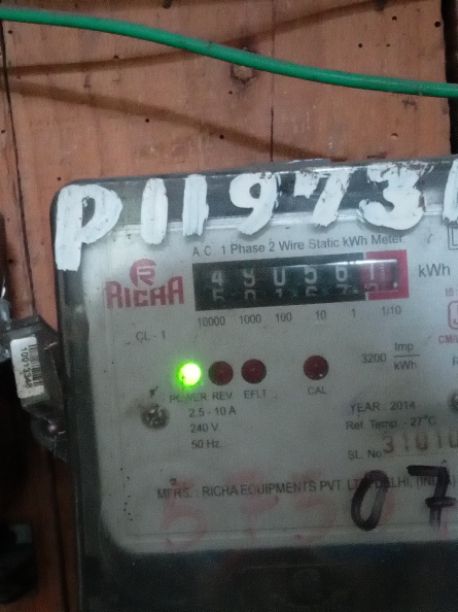 P119731
A C 1 Phase 2 Wire Static kWh Meter
RICHA
kWh
10000 1000 100 10 1 1/10
CL - 1
3200 Imp/kWh
POWER REV EFLT CAL
2.5 - 10 A
240 V
50 Hz.
YEAR : 2014
Ref. Temp : 27°C
SL. No 31010
MFRS. : RICHA EQUIPMENTS PVT. LTD. DELHI, (INDIA)
07